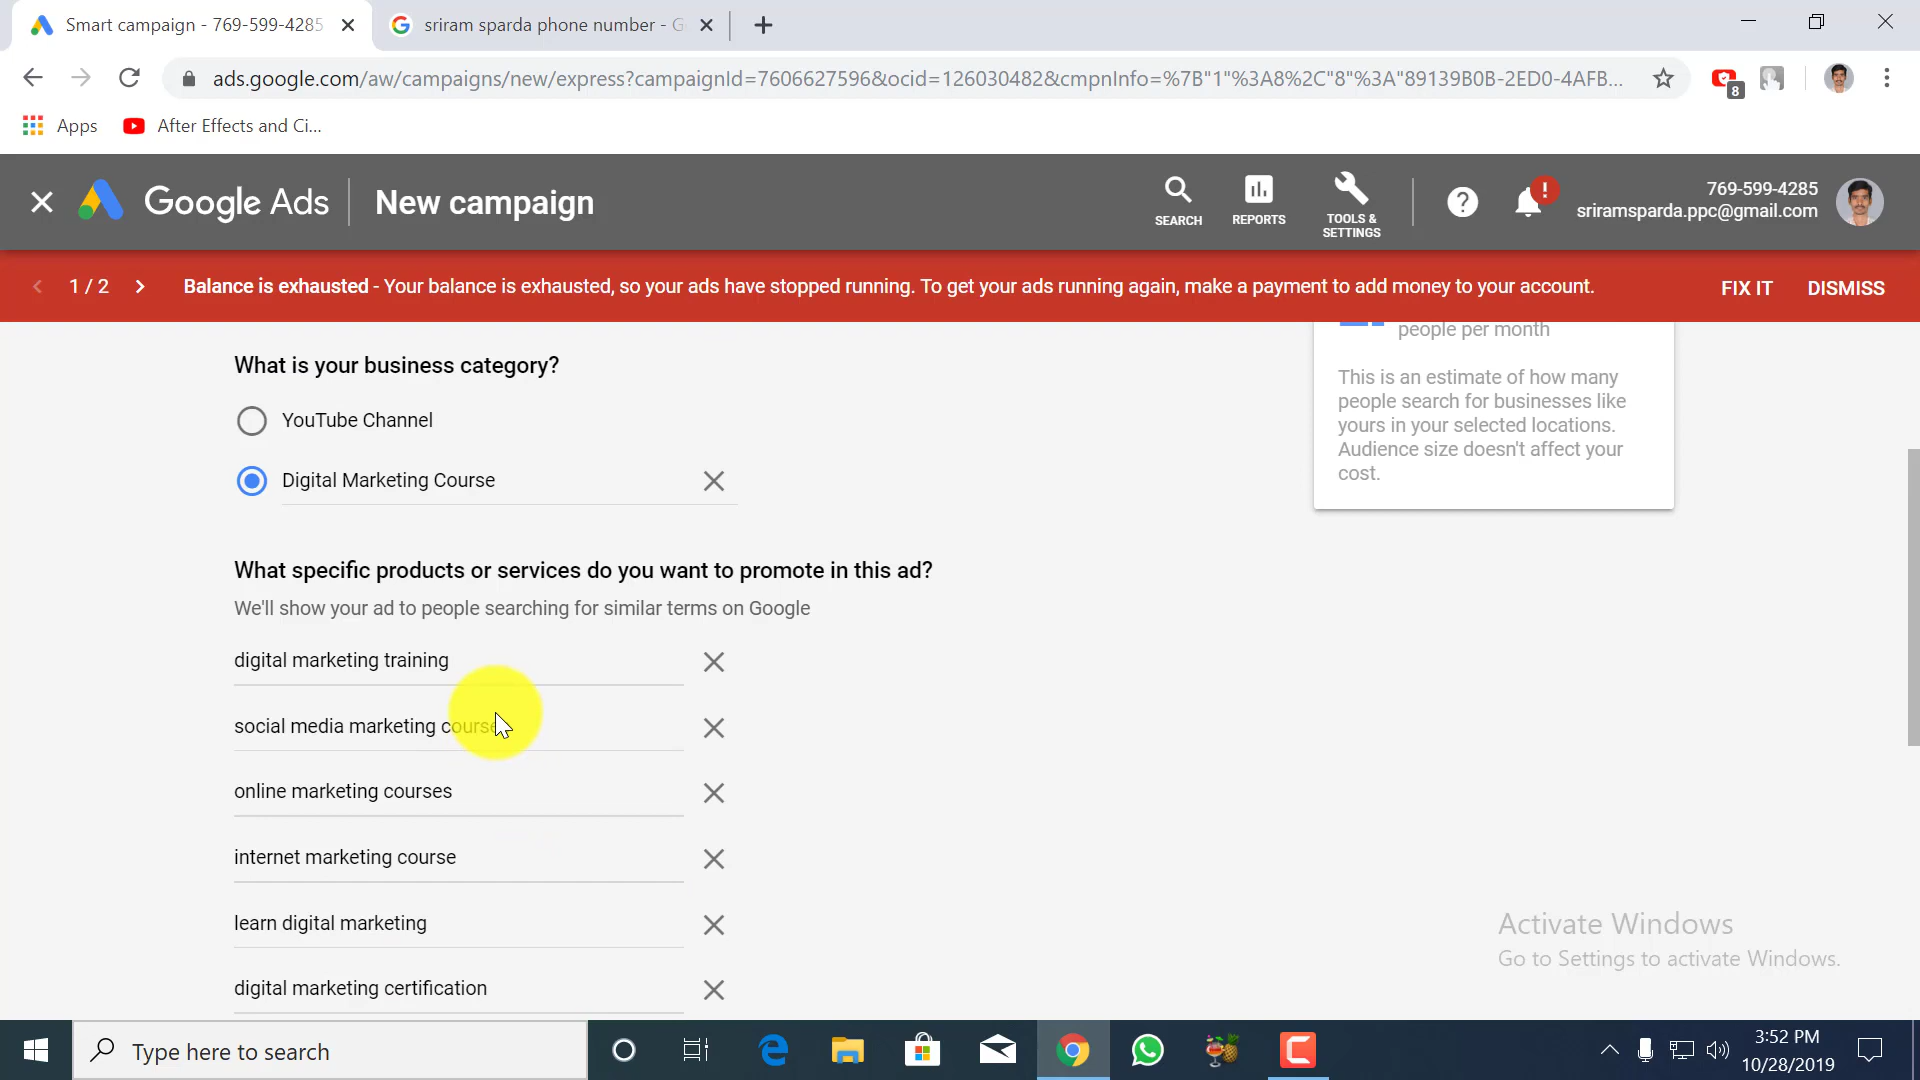 Smart campaign - 769-599-4285
sriram sparda phone number - G
ads.google.com/aw/campaigns/new/express?campaignId=7606627596&ocid=126030482&cmpnInfo=%7B"1"%3A8%2C"8"%3A"89139B0B-2ED0-4AFB...
8
Apps
After Effects and Ci...
Google Ads
New campaign
SEARCH
REPORTS
TOOLS &
SETTINGS
?
!
769-599-4285
sriramsparda.ppc@gmail.com
1 / 2
Balance is exhausted - Your balance is exhausted, so your ads have stopped running. To get your ads running again, make a payment to add money to your account.
FIX IT
DISMISS
people per month
This is an estimate of how many
people search for businesses like
yours in your selected locations.
Audience size doesn't affect your
cost.
What is your business category?
YouTube Channel
Digital Marketing Course
What specific products or services do you want to promote in this ad?
We'll show your ad to people searching for similar terms on Google
digital marketing training
social media marketing course
online marketing courses
internet marketing course
learn digital marketing
digital marketing certification
Activate Windows
Go to Settings to activate Windows.
Type here to search
3:52 PM
10/28/2019